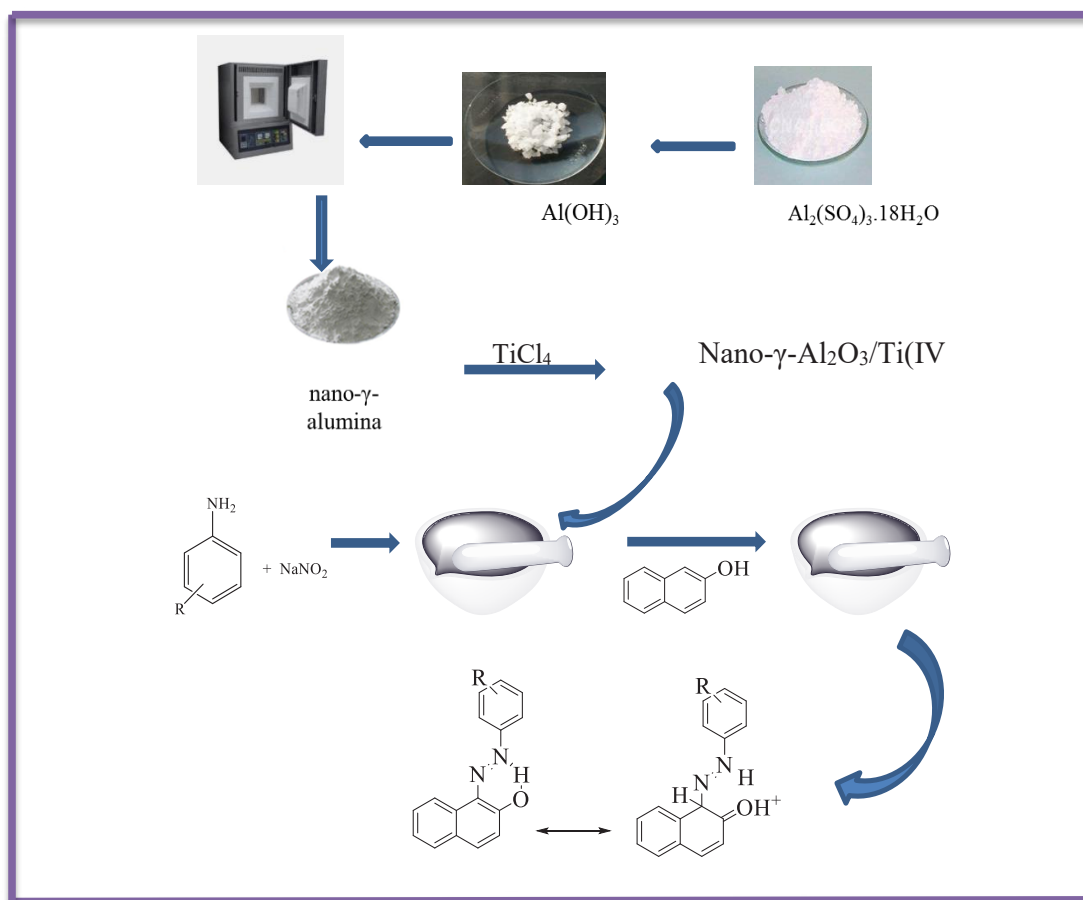 Al(OH)₃
Al₂(SO₄)₃.18H₂O
TiCl₄
Nano-γ-Al₂O₃/Ti(IV
nano-γ-
alumina
NH₂
R
+ NaNO₂
OH
R
N
N
H
O
R
N
N
H
H
OH⁺